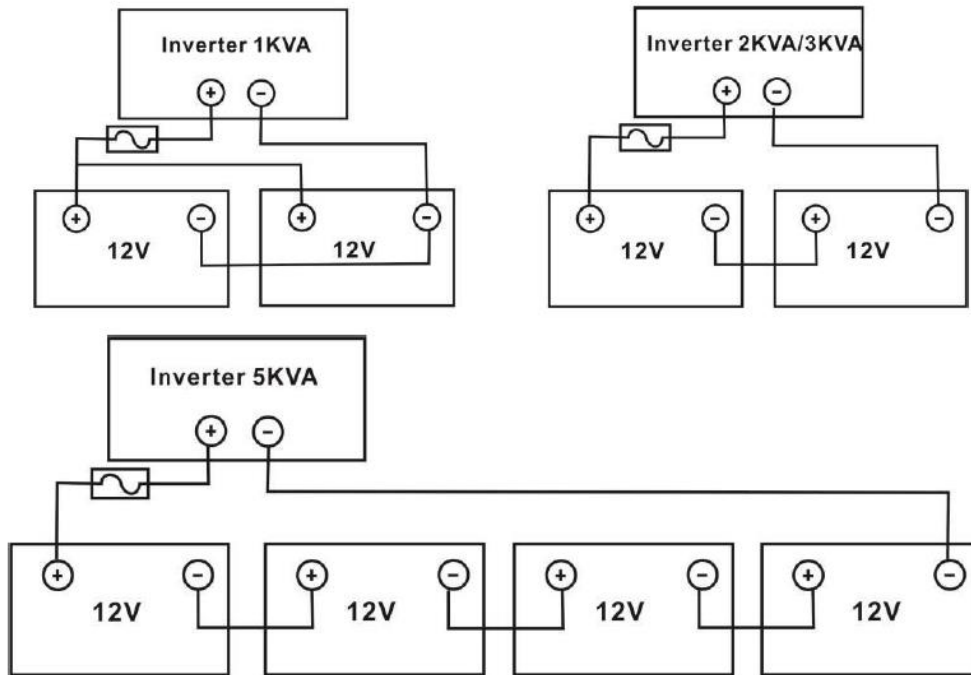 Inverter 1KVA
Inverter 2KVA/3KVA
+ -
+ -
+ - + -
+ - + -
12V 12V
12V 12V
Inverter 5KVA
+ -
+ - + - + - + -
12V 12V 12V 12V